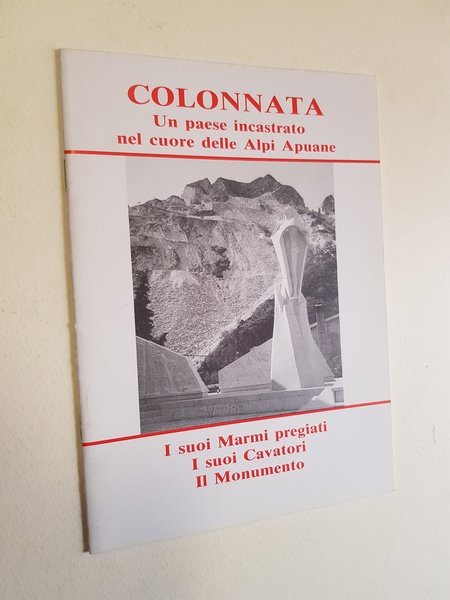 COLONNATA
Un paese incastrato
nel cuore delle Alpi Apuane
AL CAVATORE
I suoi Marmi pregiati
I suoi Cavatori
Il Monumento